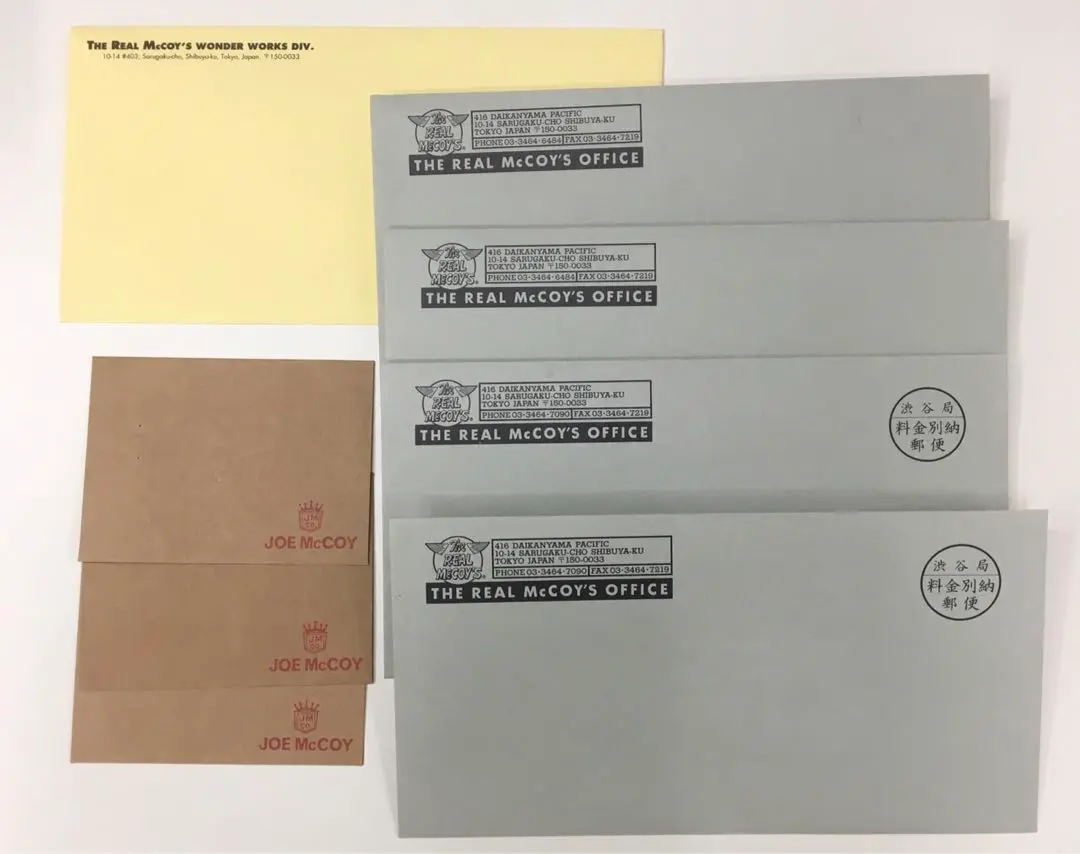 THE REAL McCOY'S WONDER WORKS DIV.
10-14 #403, Sarugaku-cho, Shibuya-ku, Tokyo, Japan. 〒150-0033
The
REAL
McCOY'S.
416 DAIKANYAMA PACIFIC
10-14 SARUGAKU-CHO SHIBUYA-KU
TOKYO JAPAN 〒150-0033
PHONE 03·3464·6484 FAX 03·3464·7219
THE REAL McCOY'S OFFICE
The
REAL
McCOY'S.
416 DAIKANYAMA PACIFIC
10-14 SARUGAKU-CHO SHIBUYA-KU
TOKYO JAPAN 〒150-0033
PHONE 03·3464·6484 FAX 03·3464·7219
THE REAL McCOY'S OFFICE
The
REAL
McCOY'S.
416 DAIKANYAMA PACIFIC
10-14 SARUGAKU-CHO SHIBUYA-KU
TOKYO JAPAN 〒150-0033
PHONE 03·3464·7090 FAX 03·3464·7219
THE REAL McCOY'S OFFICE
渋谷局
料金別納
郵便
The
REAL
McCOY'S.
416 DAIKANYAMA PACIFIC
10-14 SARUGAKU-CHO SHIBUYA-KU
TOKYO JAPAN 〒150-0033
PHONE 03·3464·7090 FAX 03·3464·7219
THE REAL McCOY'S OFFICE
渋谷局
料金別納
郵便
JM
CO.
JOE McCOY
JM
CO.
JOE McCOY
JM
CO.
JOE McCOY